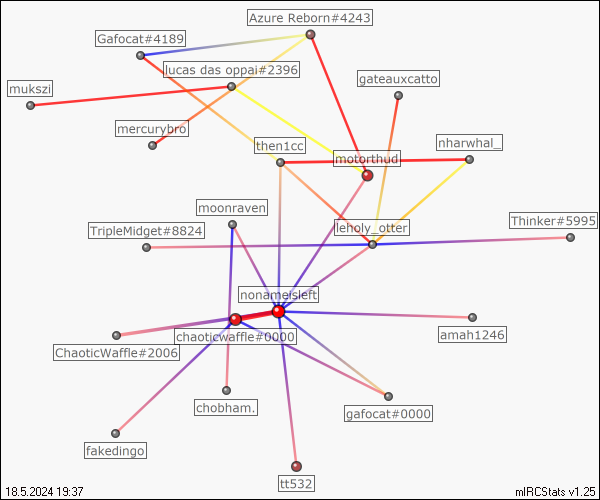 Azure Reborn#4243
Gafocat#4189
lucas das oppai#2396
gateauxcatto
mukszi
mercurybro
then1cc
motorthud
nharwhal_
moonraven
TripleMidget#8824
leholy_otter
Thinker#5995
nonameisleft
chaoticwaffle#0000
amah1246
ChaoticWaffle#2006
chobham.
gafocat#0000
fakedingo
tt532
18.5.2024 19:37
mIRCStats v1.25